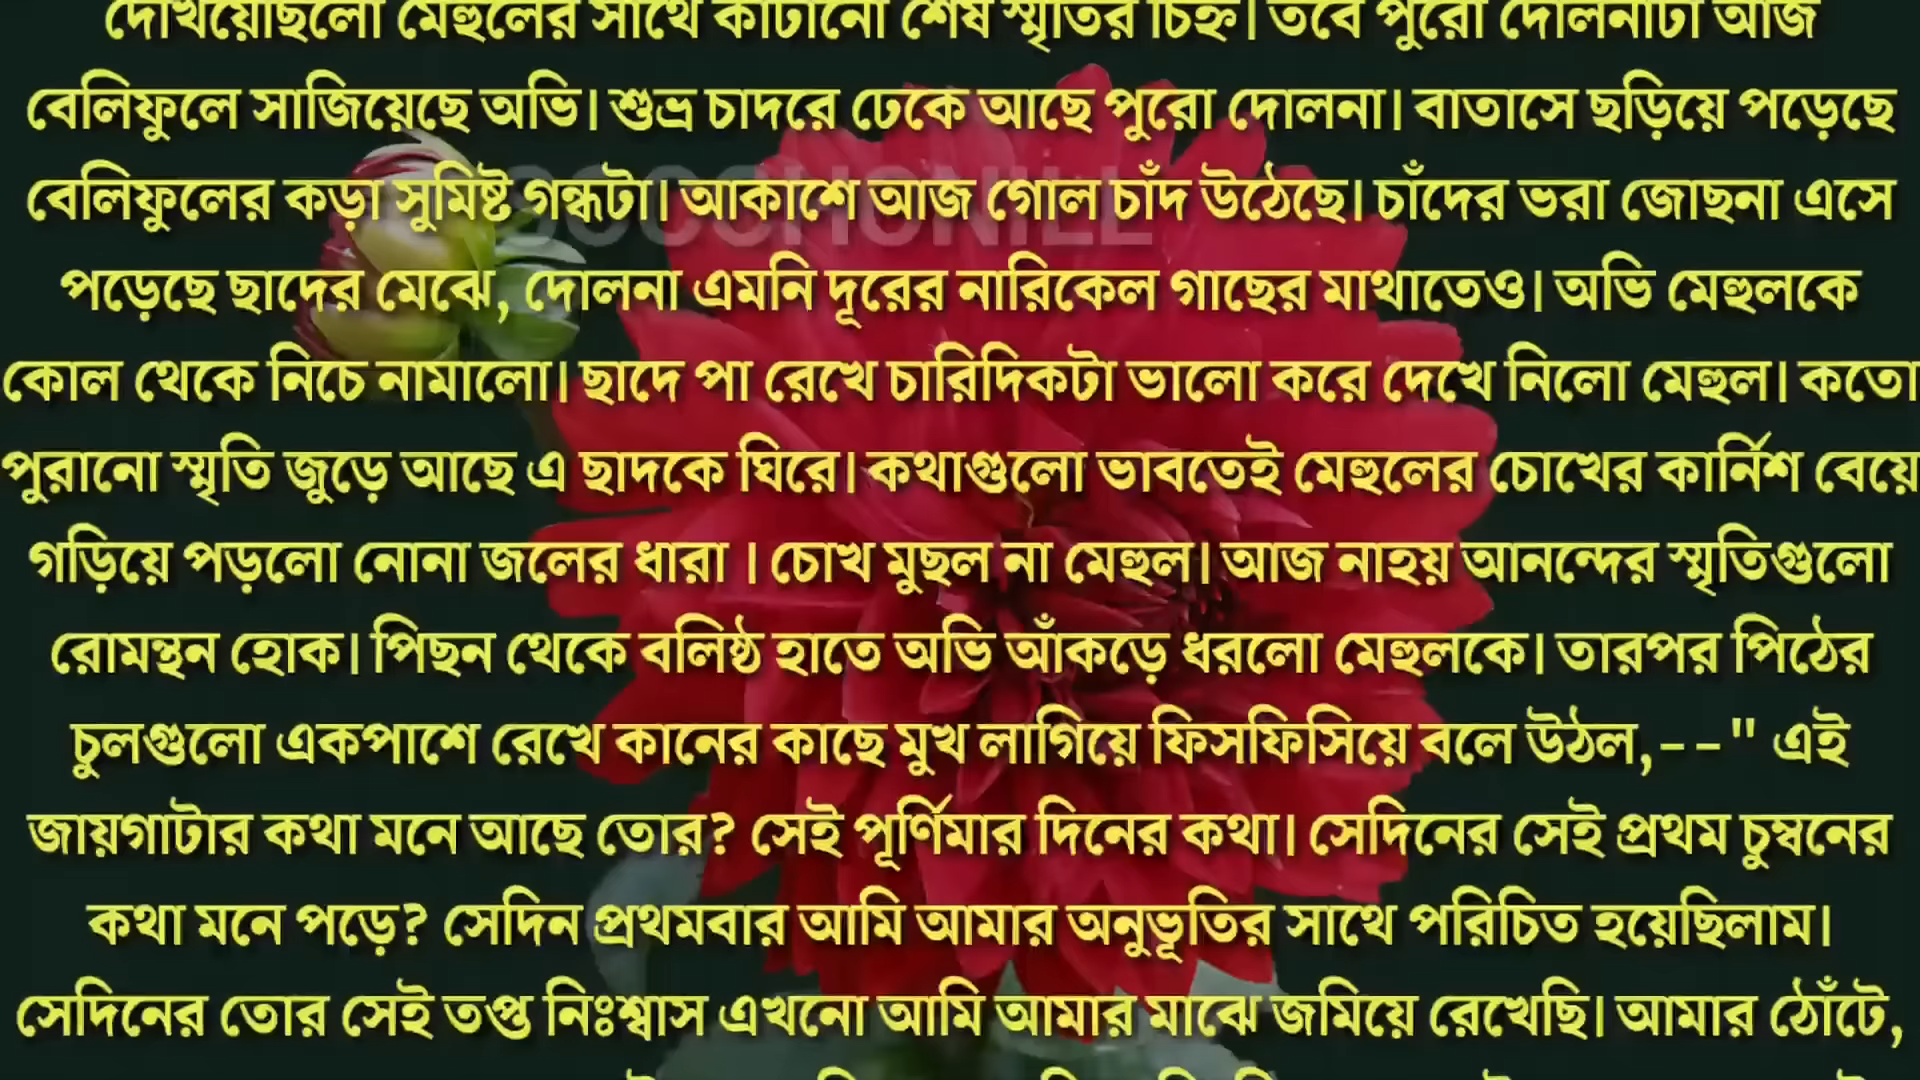 দেখিয়েছিলো মেহুলের সাথে কাটানো শেষ স্মৃতির চিহ্ন। তবে পুরো দোলনাটা আজ
বেলিফুলে সাজিয়েছে অভি। শুভ্র চাদরে ঢেকে আছে পুরো দোলনা। বাতাসে ছড়িয়ে পড়েছে
বেলিফুলের কড়া সুমিষ্ট গন্ধটা। আকাশে আজ গোল চাঁদ উঠেছে। চাঁদের ভরা জোছনা এসে
পড়েছে ছাদের মেঝে, দোলনা এমনি দূরের নারিকেল গাছের মাথাতেও। অভি মেহুলকে
কোল থেকে নিচে নামালো। ছাদে পা রেখে চারিদিকটা ভালো করে দেখে নিলো মেহুল। কতো
পুরানো স্মৃতি জুড়ে আছে এ ছাদকে ঘিরে। কথাগুলো ভাবতেই মেহুলের চোখের কার্নিশ বেয়ে
গড়িয়ে পড়লো নোনা জলের ধারা । চোখ মুছল না মেহুল। আজ নাহয় আনন্দের স্মৃতিগুলো
রোমন্থন হোক। পিছন থেকে বলিষ্ঠ হাতে অভি আঁকড়ে ধরলো মেহুলকে। তারপর পিঠের
চুলগুলো একপাশে রেখে কানের কাছে মুখ লাগিয়ে ফিসফিসিয়ে বলে উঠল,--" এই
জায়গাটার কথা মনে আছে তোর? সেই পূর্ণিমার দিনের কথা। সেদিনের সেই প্রথম চুম্বনের
কথা মনে পড়ে? সেদিন প্রথমবার আমি আমার অনুভূতির সাথে পরিচিত হয়েছিলাম।
সেদিনের তোর সেই তপ্ত নিঃশ্বাস এখনো আমি আমার মাঝে জমিয়ে রেখেছি। আমার ঠোঁটে,